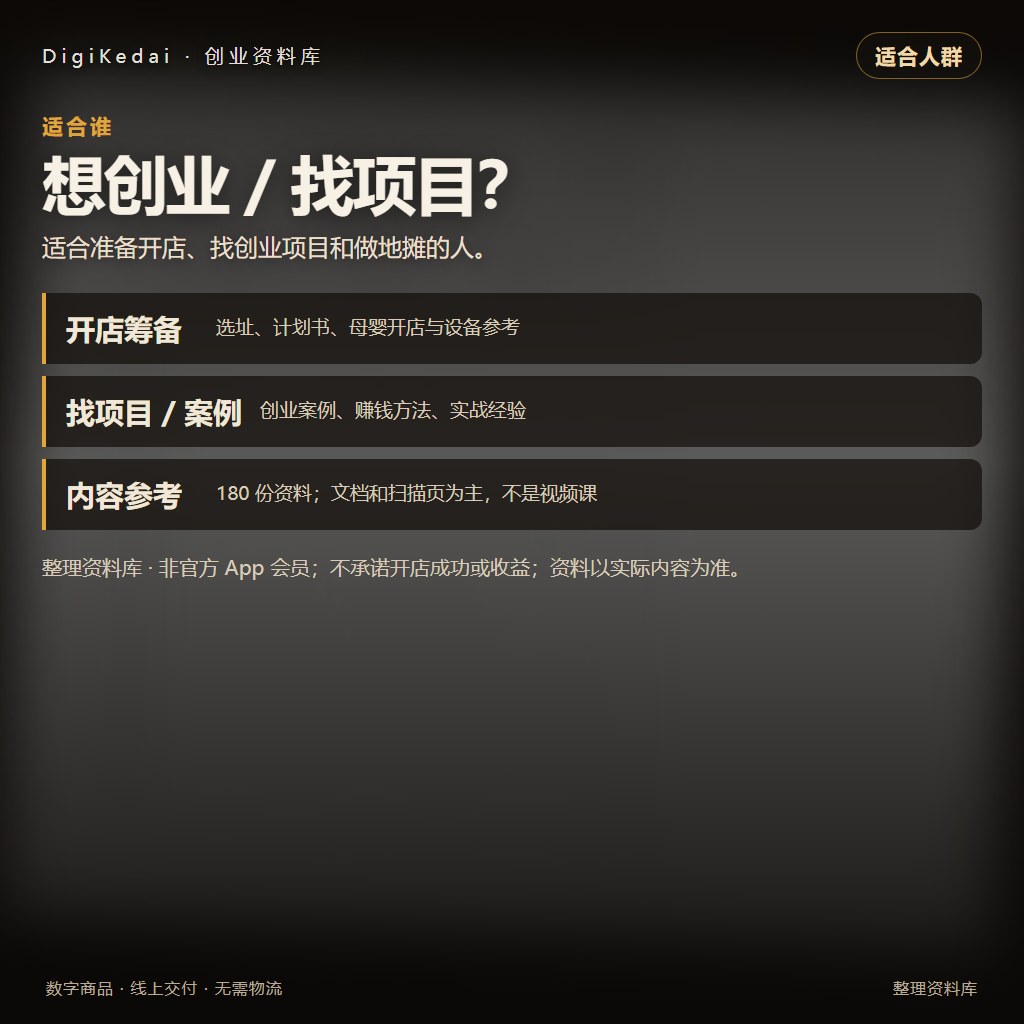 DigiKedai · 创业资料库
适合人群
适合谁
想创业 / 找项目？
适合准备开店、找创业项目和做地摊的人。
开店筹备 选址、计划书、母婴开店与设备参考
找项目 / 案例 创业案例、赚钱方法、实战经验
内容参考 180 份资料；文档和扫描页为主，不是视频课
整理资料库 · 非官方 App 会员；不承诺开店成功或收益；资料以实际内容为准。
数字商品 · 线上交付 · 无需物流
整理资料库